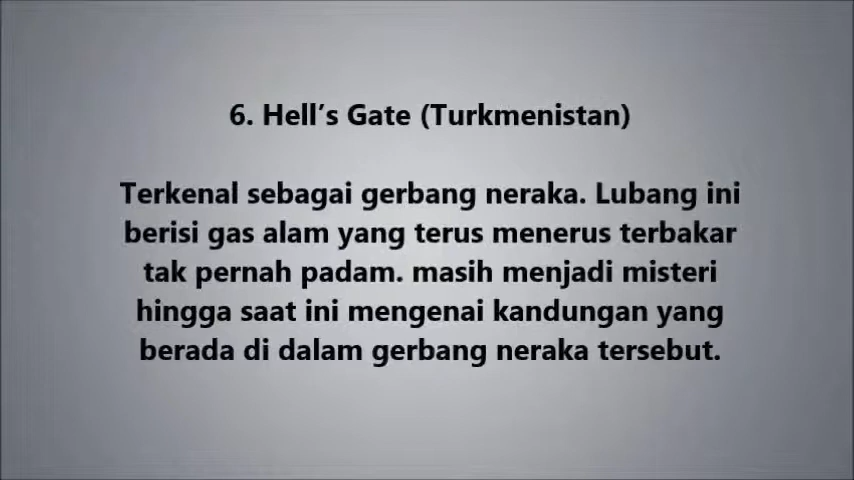 6. Hell's Gate (Turkmenistan)
Terkenal sebagai gerbang neraka. Lubang ini
berisi gas alam yang terus menerus terbakar
tak pernah padam. masih menjadi misteri
hingga saat ini mengenai kandungan yang
berada di dalam gerbang neraka tersebut.